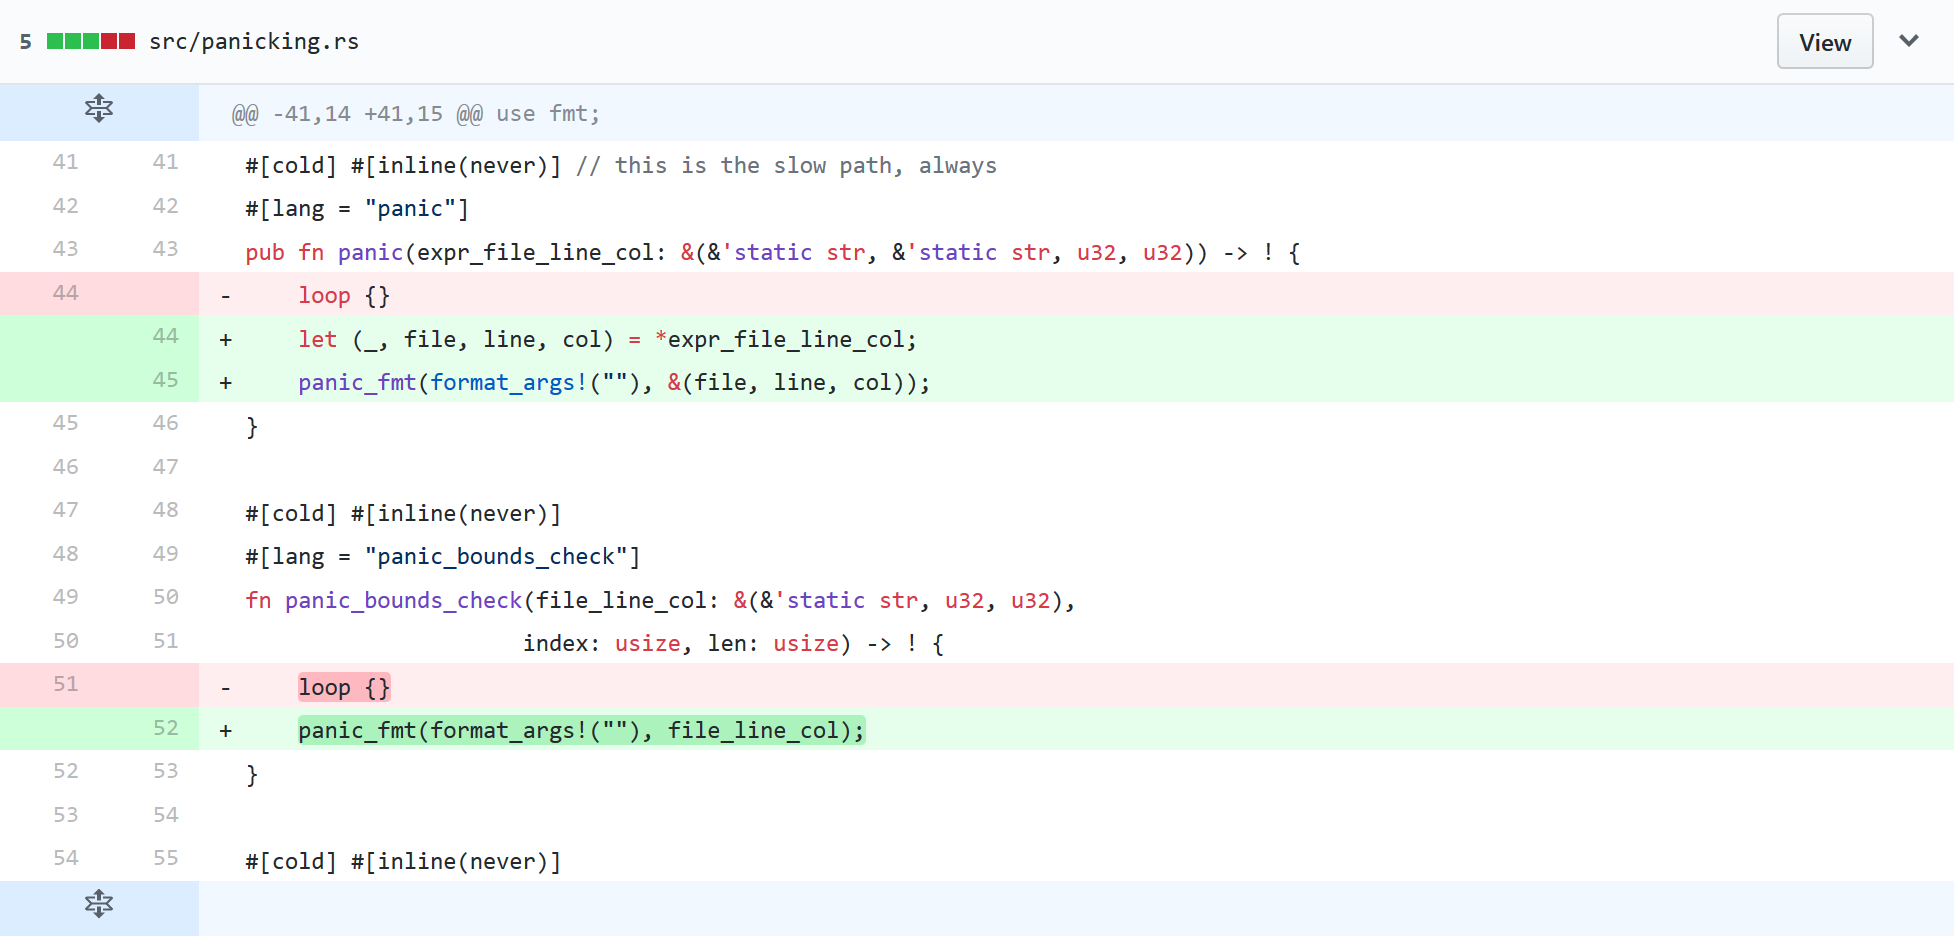 5 src/panicking.rs View
@@ -41,14 +41,15 @@ use fmt;
41 41 #[cold] #[inline(never)] // this is the slow path, always
42 42 #[lang = "panic"]
43 43 pub fn panic(expr_file_line_col: &(&'static str, &'static str, u32, u32)) -> ! {
44 - loop {}
44 + let (_, file, line, col) = *expr_file_line_col;
45 + panic_fmt(format_args!(""), &(file, line, col));
45 46 }
46 47
47 48 #[cold] #[inline(never)]
48 49 #[lang = "panic_bounds_check"]
49 50 fn panic_bounds_check(file_line_col: &(&'static str, u32, u32),
50 51 index: usize, len: usize) -> ! {
51 - loop {}
52 + panic_fmt(format_args!(""), file_line_col);
52 53 }
53 54
54 55 #[cold] #[inline(never)]